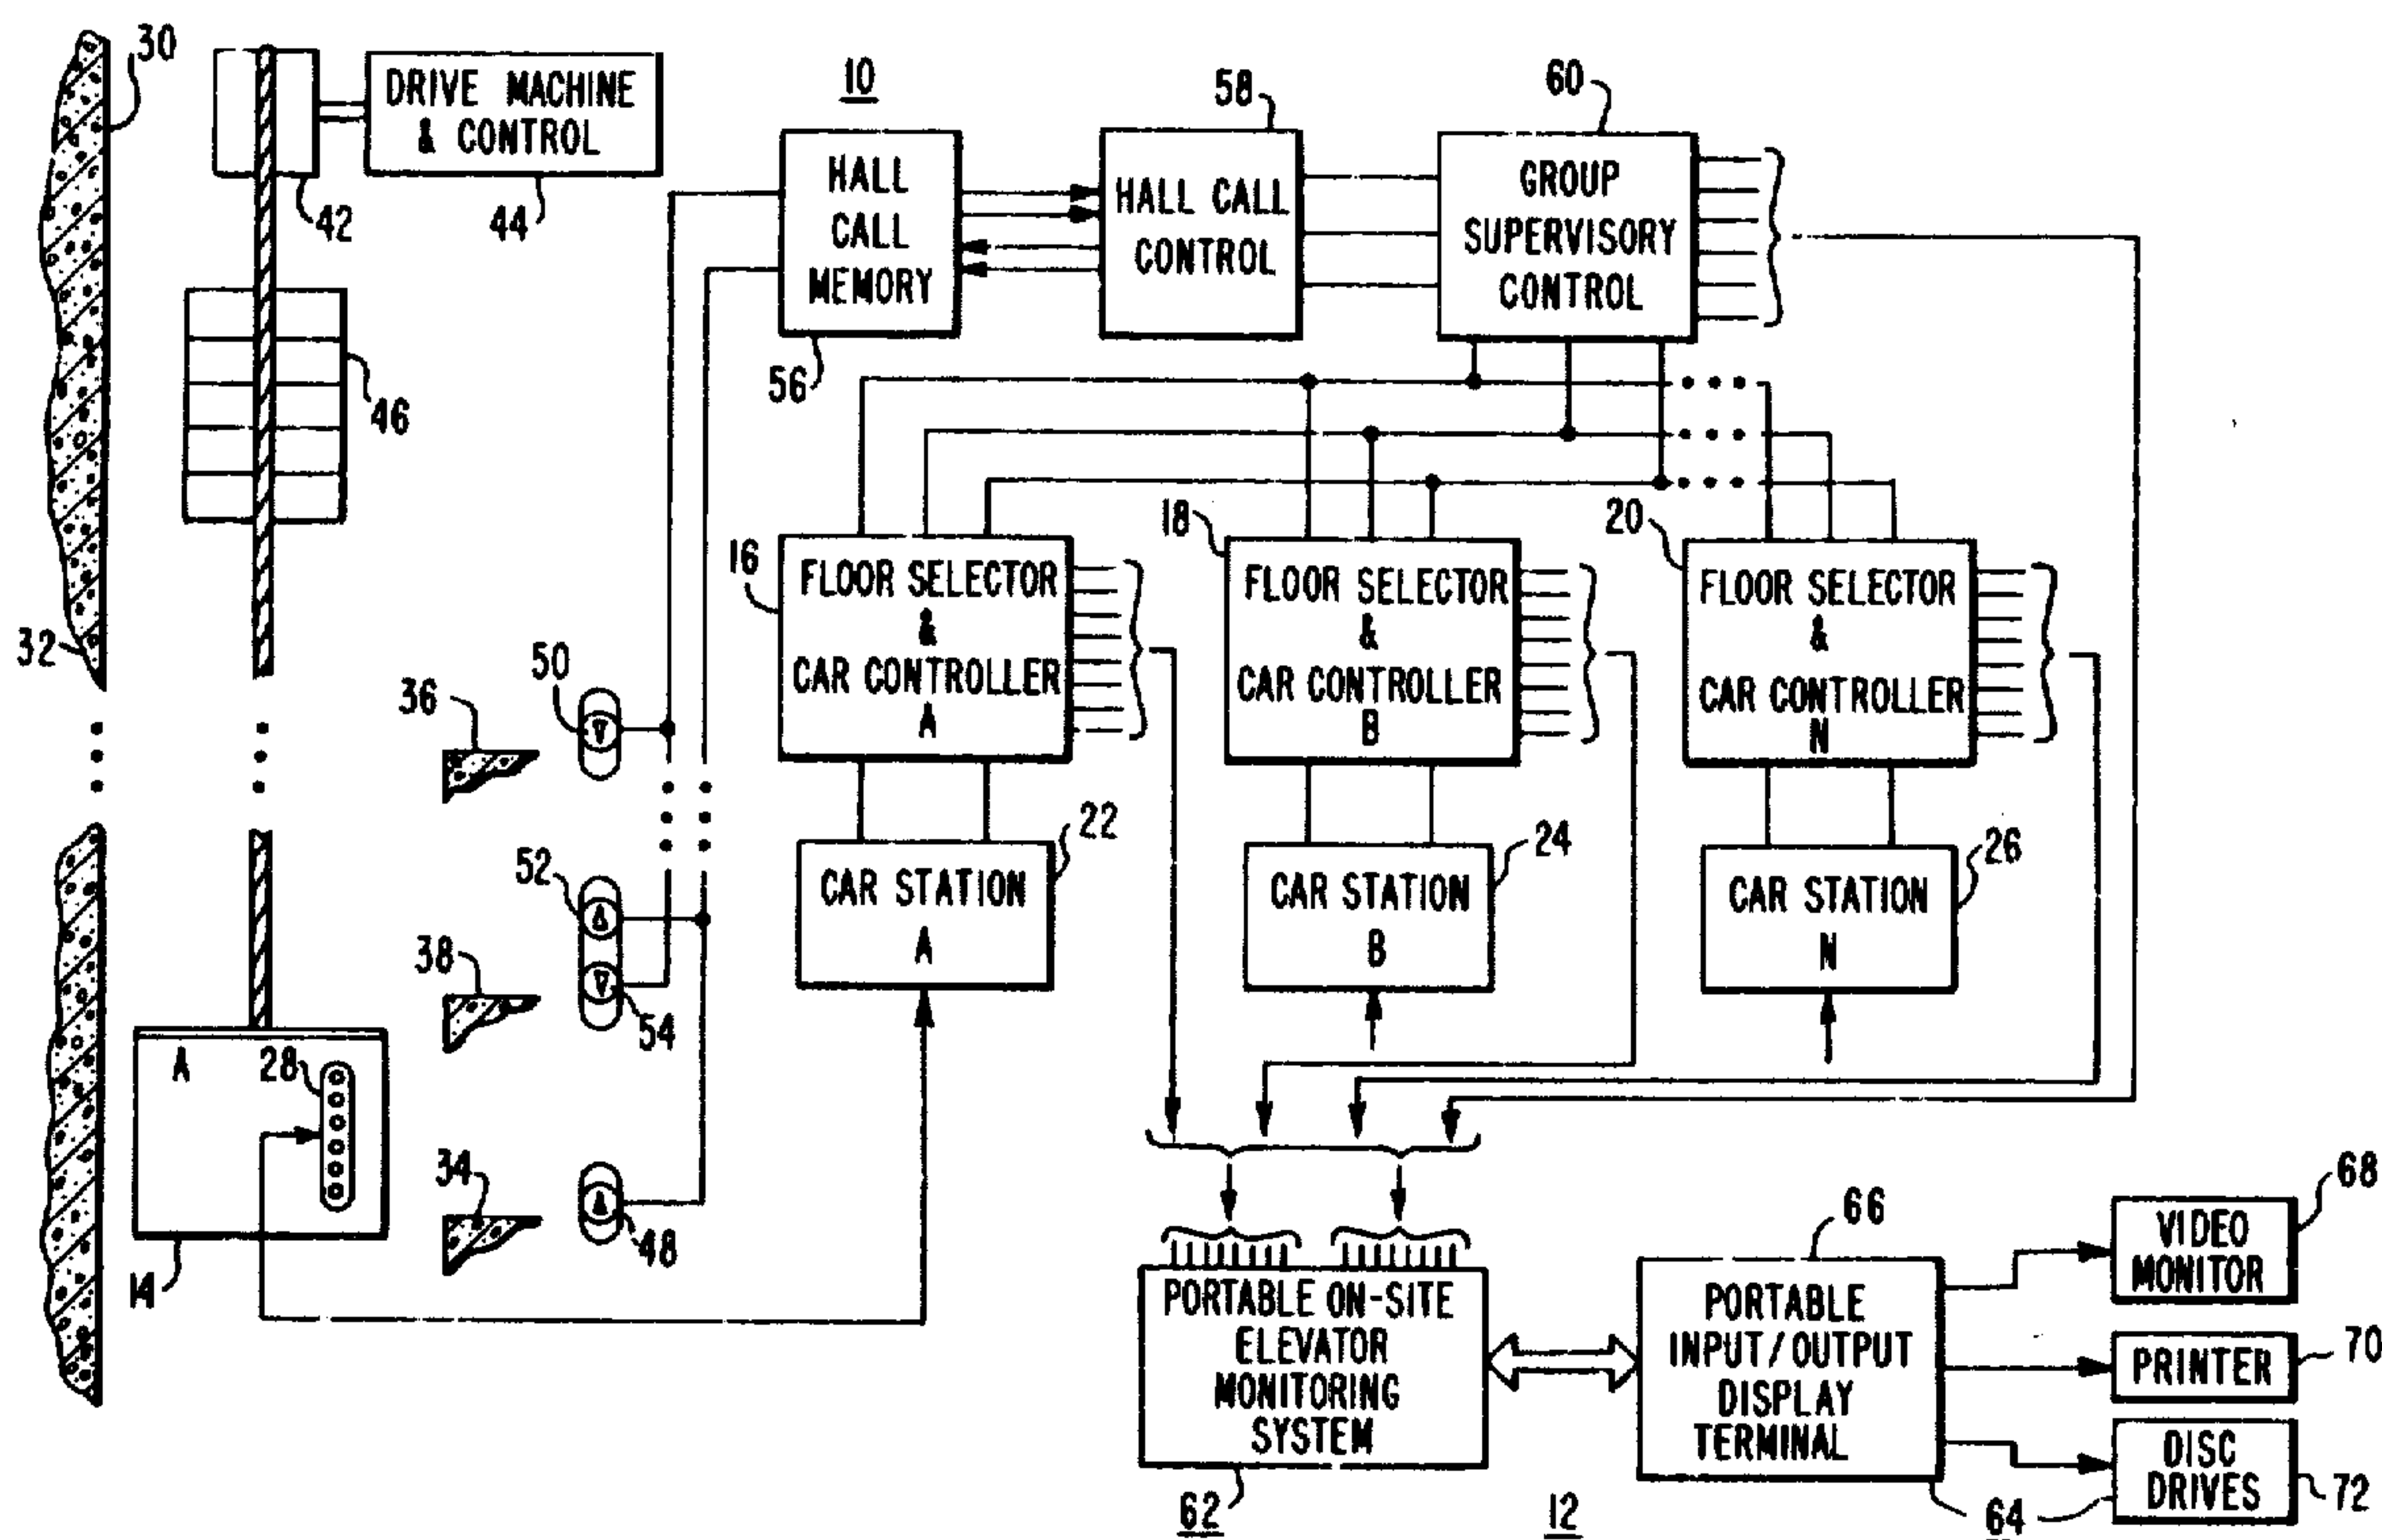 30
DRIVE MACHINE
& CONTROL
42
44
10
58
60
HALL
CALL
MEMORY
56
HALL CALL
CONTROL
GROUP
SUPERVISORY
CONTROL
46
32
16
FLOOR SELECTOR
&
CAR CONTROLLER
A
18
FLOOR SELECTOR
&
CAR CONTROLLER
B
20
FLOOR SELECTOR
&
CAR CONTROLLER
N
50
36
52
38
54
22
CAR STATION
A
24
CAR STATION
B
26
CAR STATION
N
A
28
34
48
14
PORTABLE ON-SITE
ELEVATOR
MONITORING
SYSTEM
62
66
PORTABLE
INPUT/OUTPUT
DISPLAY
TERMINAL
64
68
VIDEO
MONITOR
70
PRINTER
DISC
DRIVES
72
12